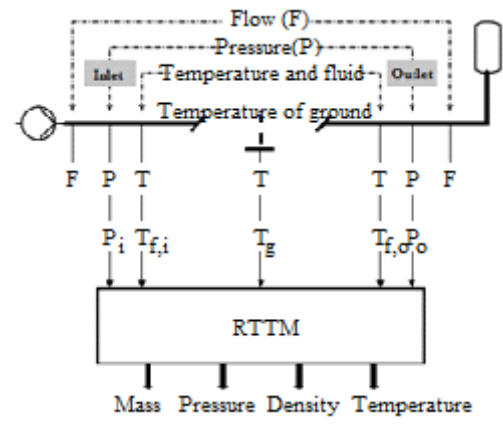 Flow (F)
Pressure(P)
Inlet Temperature and fluid Outlet
Temperature of ground
F P T T T P F
Pi Tf,i Tg Tf,o Po
RTTM
Mass Pressure Density Temperature